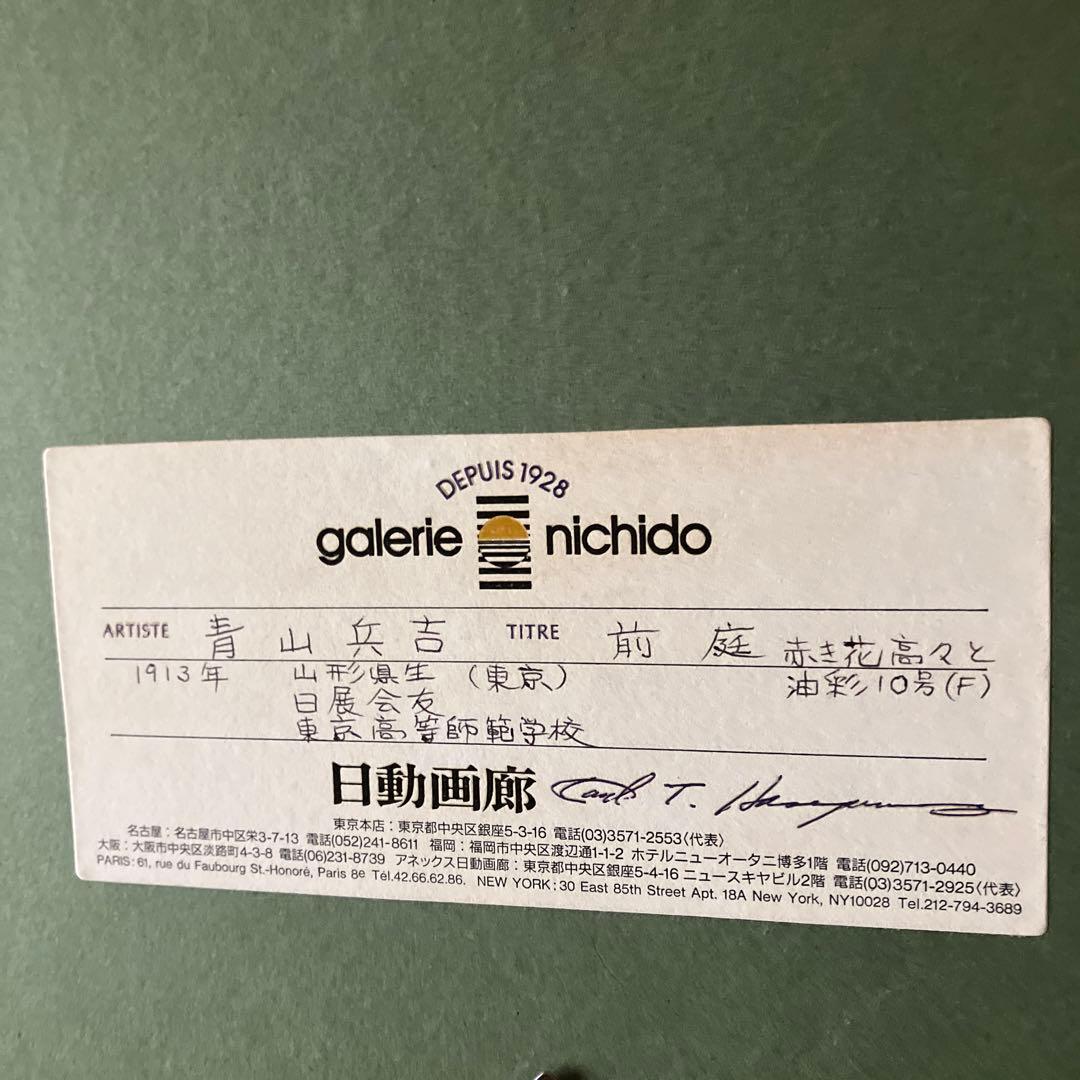 DEPUIS 1928
galerie nichido
ARTISTE 青山兵吉 TITRE 前庭 赤き花高々と
1913年 山形県生 (東京) 油彩10号(F)
日展会友
東京高等師範学校
日動画廊
東京本店:東京都中央区銀座5-3-16 電話(03)3571-2553〈代表〉
名古屋:名古屋市中区栄3-7-13 電話(052)241-8611 福岡:福岡市中央区渡辺通1-1-2 ホテルニューオータニ博多1階 電話(092)713-0440
大阪:大阪市中央区淡路町4-3-8 電話(06)231-8739 アネックス日動画廊:東京都中央区銀座5-4-16 ニュースキヤビル2階 電話(03)3571-2925〈代表〉
PARIS:61, rue du Faubourg St.-Honoré, Paris 8e Tél.42.66.62.86. NEW YORK:30 East 85th Street Apt. 18A New York, NY10028 Tel.212-794-3689